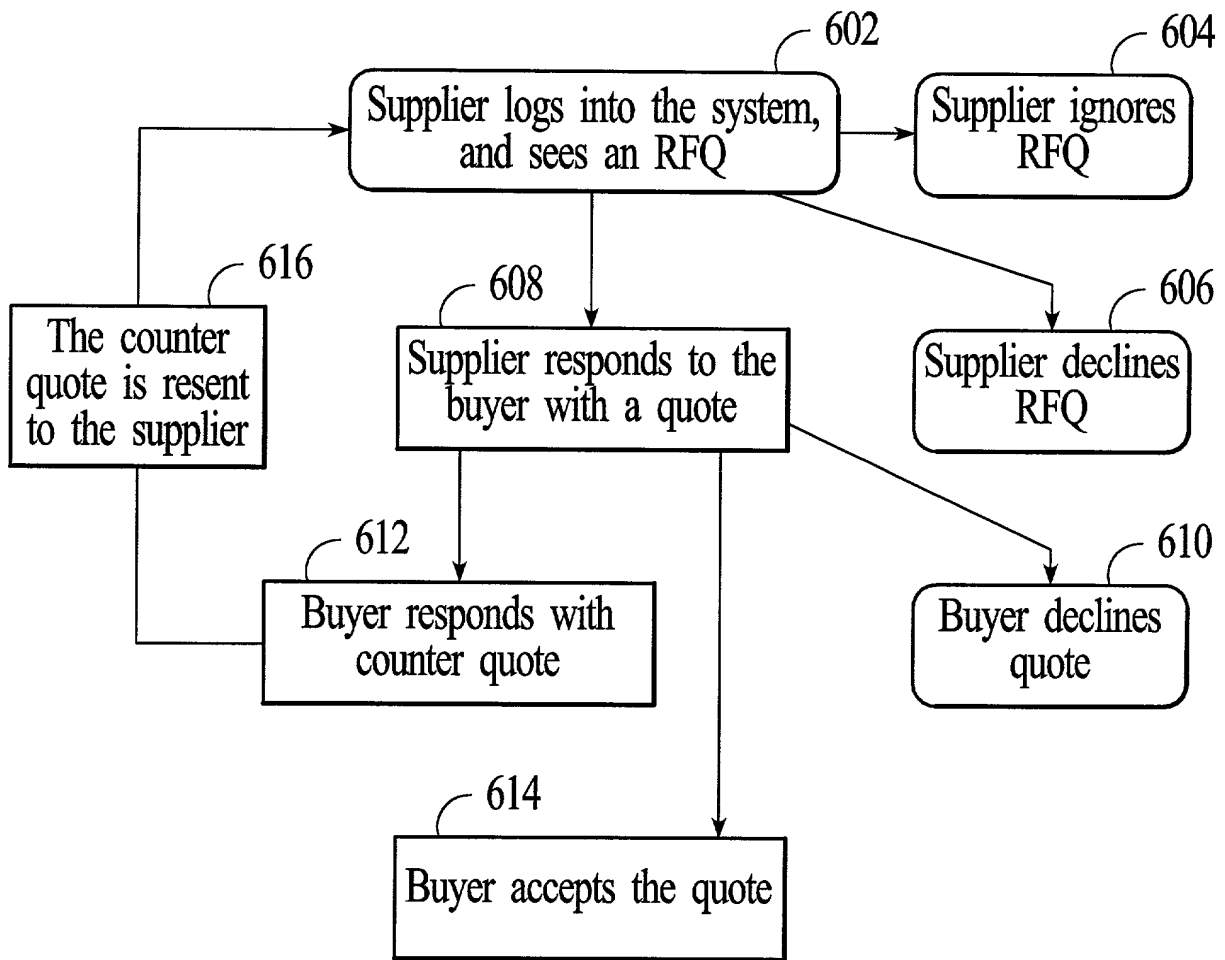 602
Supplier logs into the system,
and sees an RFQ
604
Supplier ignores
RFQ
616
The counter
quote is resent
to the supplier
608
Supplier responds to the
buyer with a quote
606
Supplier declines
RFQ
612
Buyer responds with
counter quote
610
Buyer declines
quote
614
Buyer accepts the quote